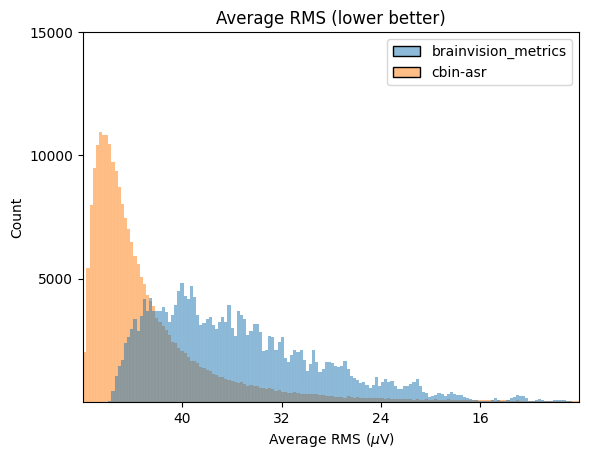 Average RMS (lower better)
15000
10000
5000
Count
brainvision_metrics
cbin-asr
40 32 24 16
Average RMS (μV)